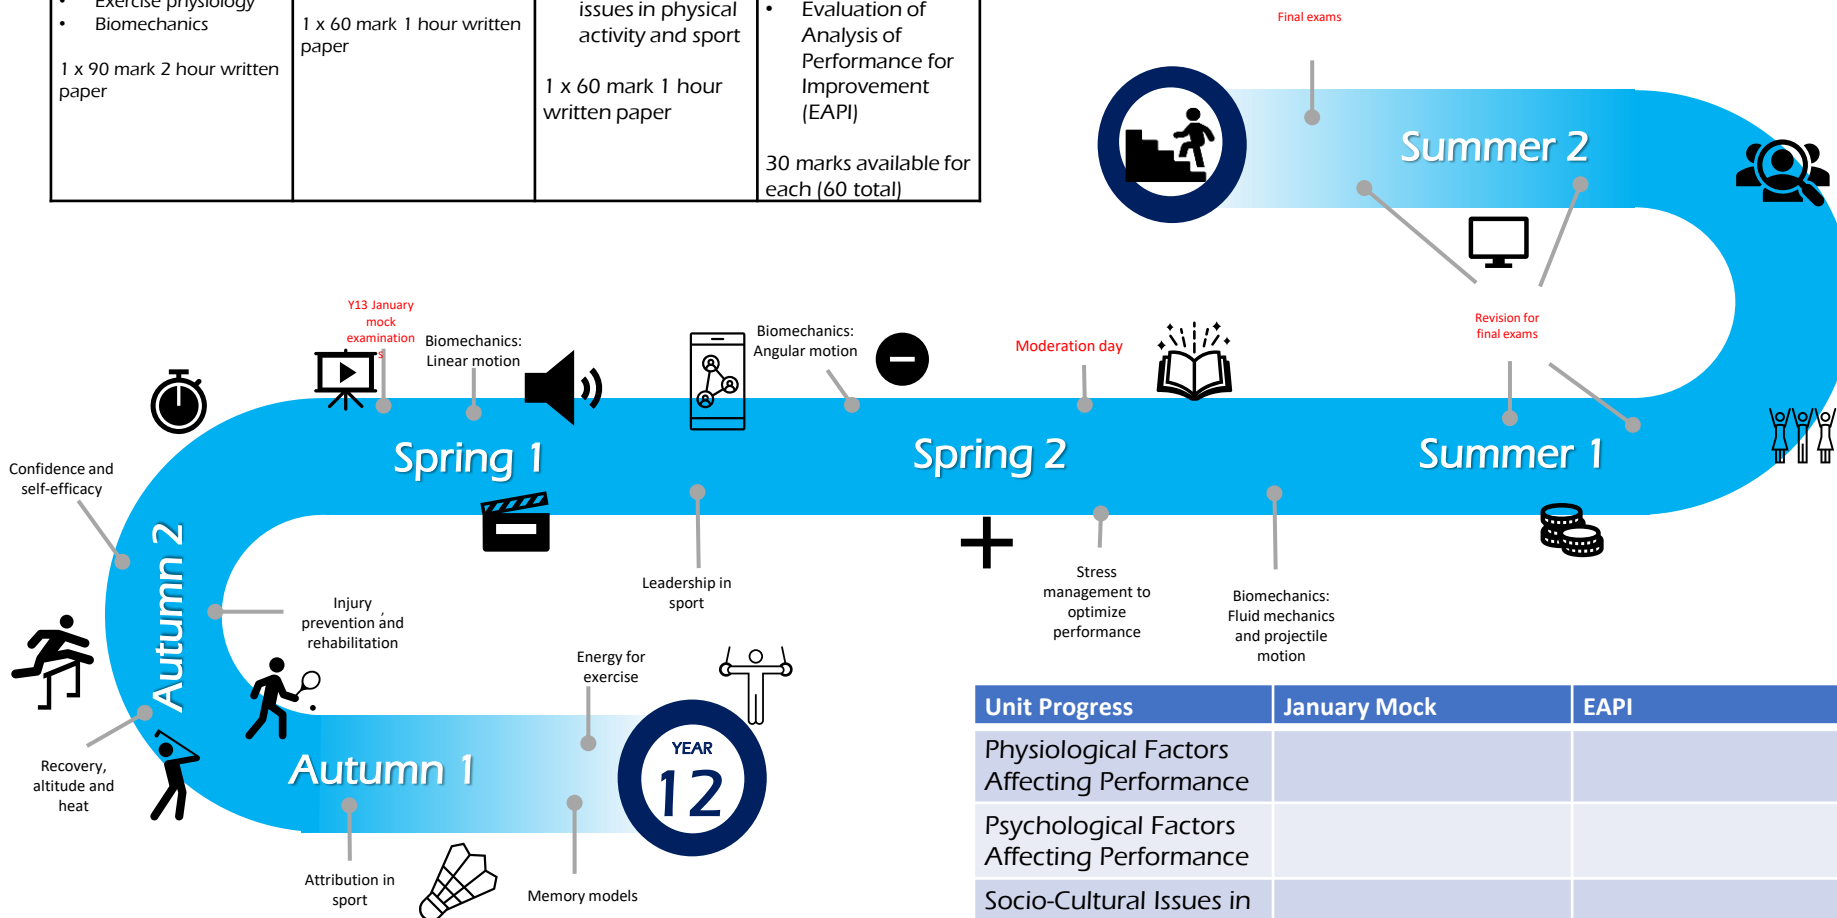 • Exercise physiology
• Biomechanics
1 x 90 mark 2 hour written
paper
1 x 60 mark 1 hour written
paper
issues in physical
activity and sport
1 x 60 mark 1 hour
written paper
• Evaluation of
Analysis of
Performance for
Improvement
(EAPI)
30 marks available for
each (60 total)
Final exams
Summer 2
Revision for
final exams
Y13 January
mock
examination
s
Biomechanics:
Linear motion
Biomechanics:
Angular motion
Moderation day
Spring 1
Spring 2
Summer 1
Confidence and
self-efficacy
Autumn 2
Injury
prevention and
rehabilitation
Leadership in
sport
Stress
management to
optimize
performance
Biomechanics:
Fluid mechanics
and projectile
motion
Recovery,
altitude and
heat
Energy for
exercise
Autumn 1
YEAR
12
Attribution in
sport
Memory models
Unit Progress January Mock EAPI
Physiological Factors
Affecting Performance
Psychological Factors
Affecting Performance
Socio-Cultural Issues in